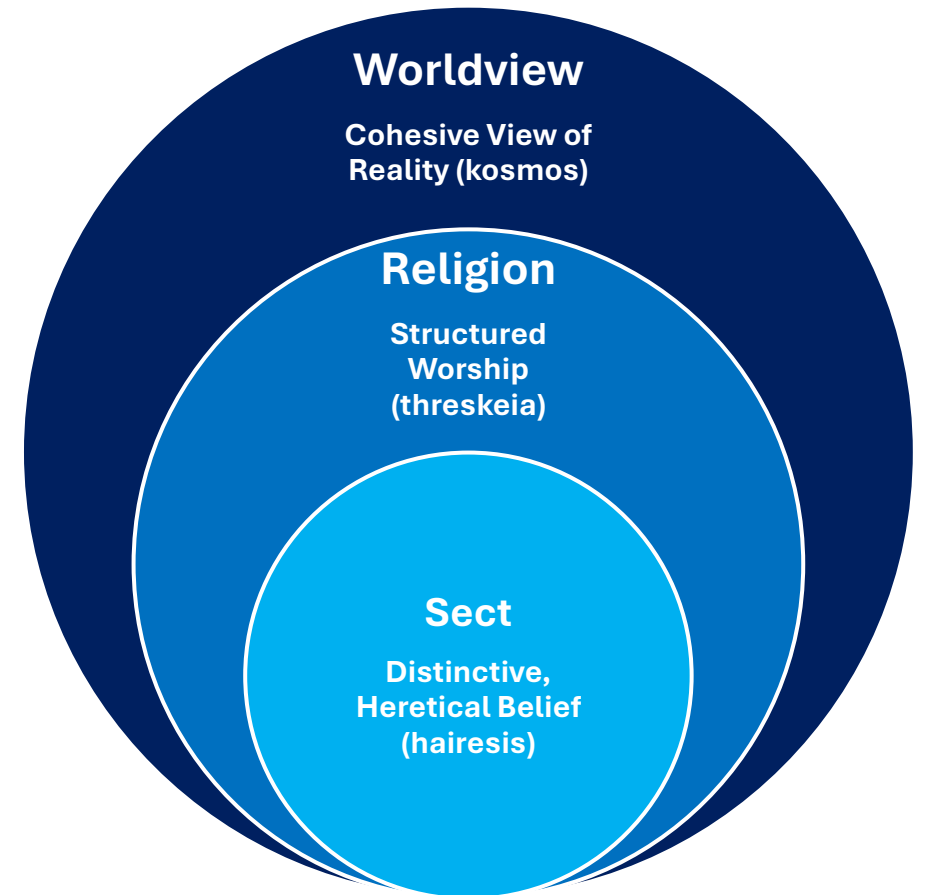 Worldview
Cohesive View of
Reality (kosmos)
Religion
Structured
Worship
(threskeia)
Sect
Distinctive,
Heretical Belief
(hairesis)